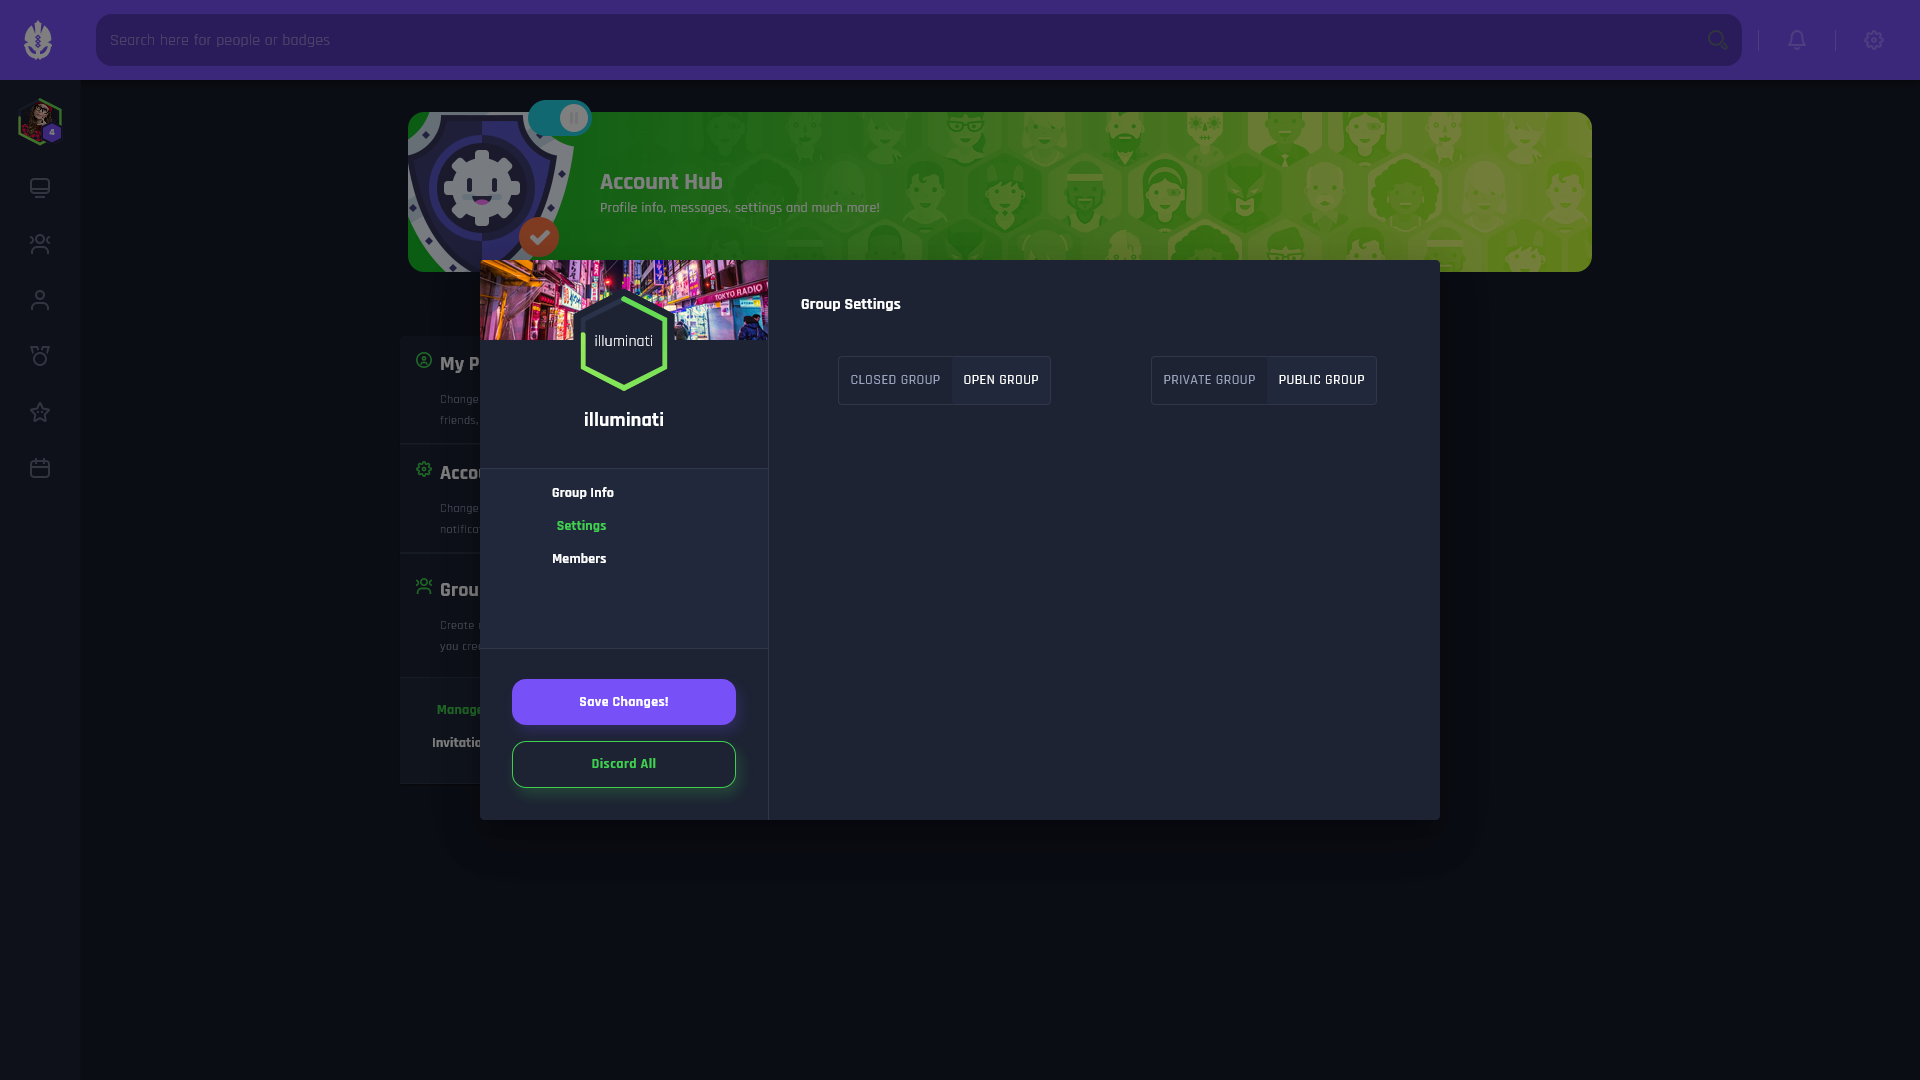 Search here for people or badges
4
Account Hub
Profile info, messages, settings and much more!
TOKYO RADIO
illuminati
illuminati
Group Info
Settings
Members
Save Changes!
Discard All
Group Settings
CLOSED GROUP OPEN GROUP
PRIVATE GROUP PUBLIC GROUP
My P
Change
friends,
Accou
Change
notifica
Grou
Create
you cre
Manage
Invitatio